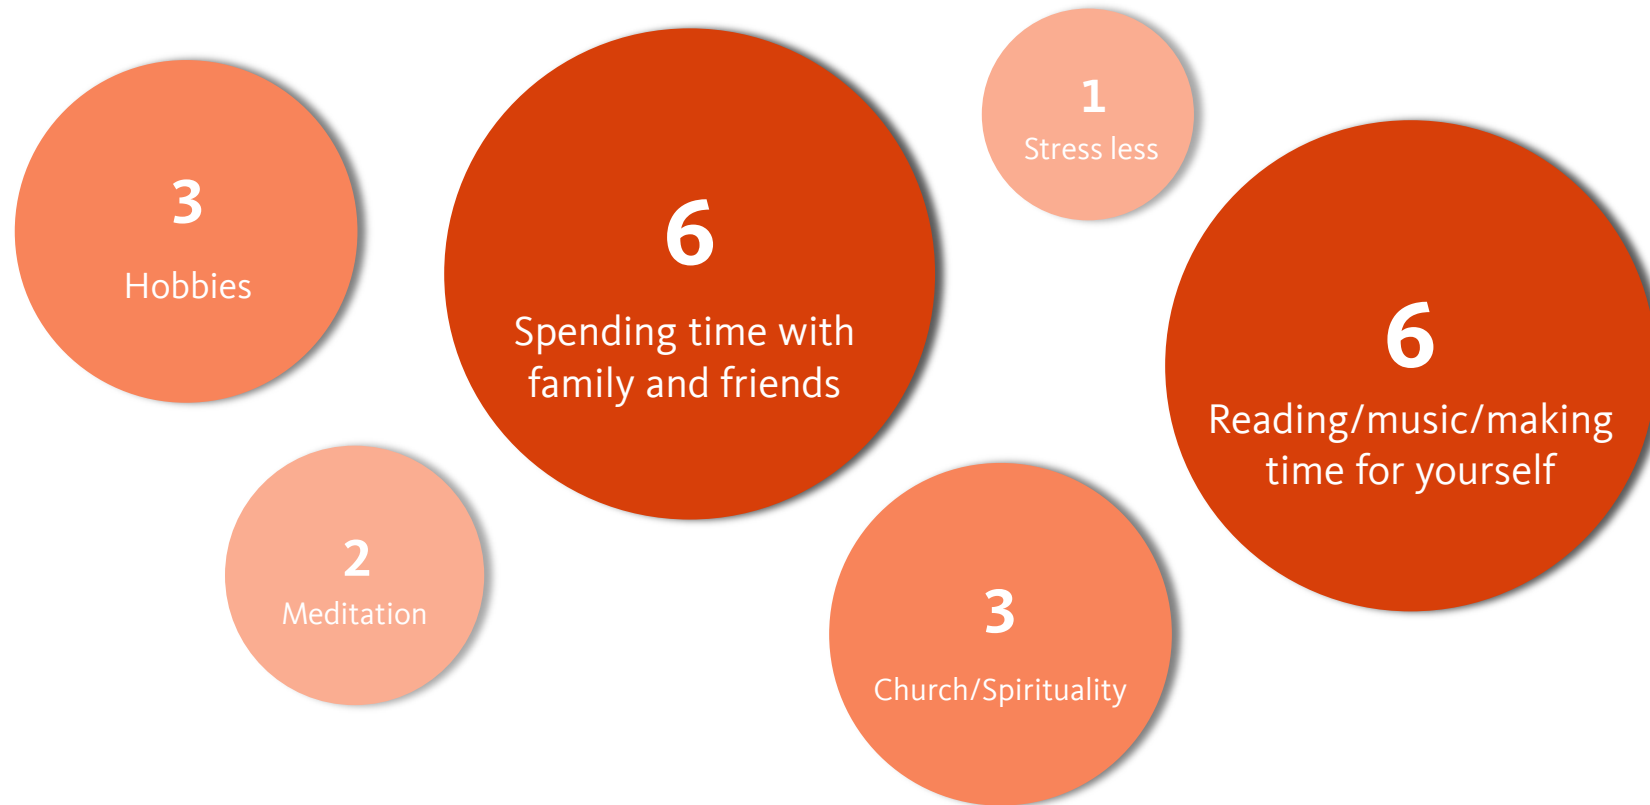 3
Hobbies
6
Spending time with
family and friends
1
Stress less
6
Reading/music/making
time for yourself
2
Meditation
3
Church/Spirituality